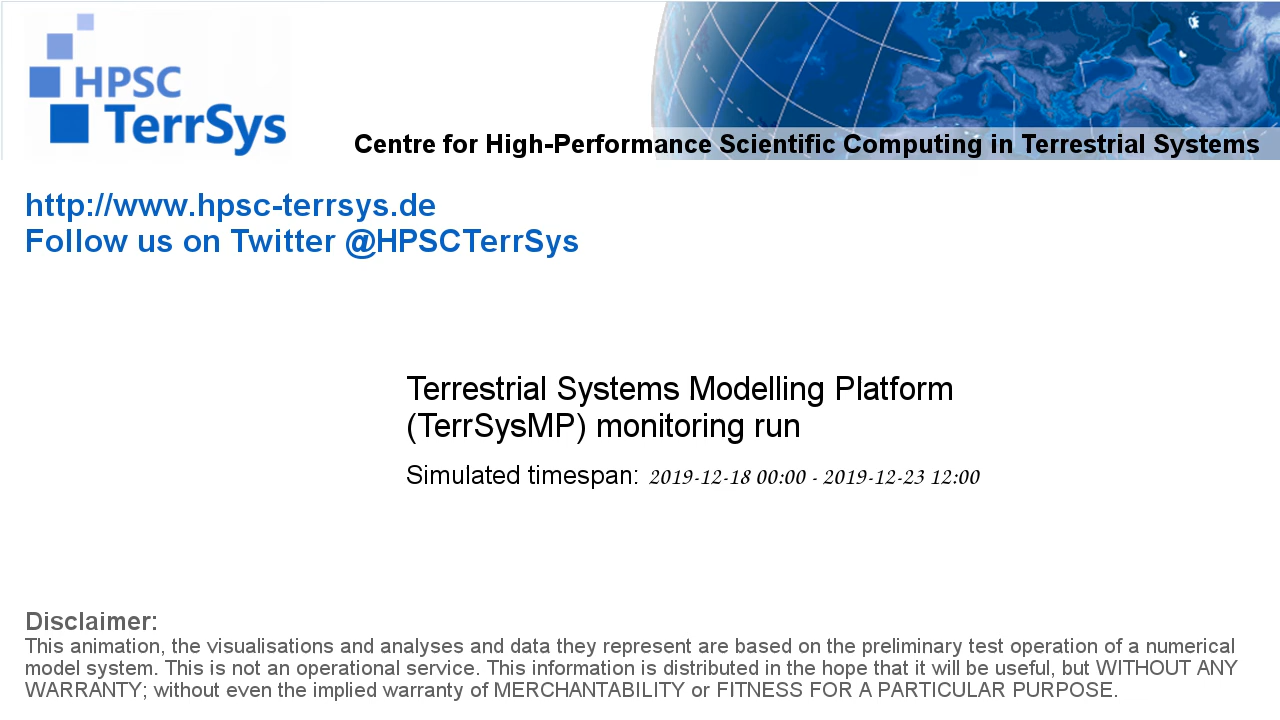 HPSC
TerrSys
Centre for High-Performance Scientific Computing in Terrestrial Systems
http://www.hpsc-terrsys.de
Follow us on Twitter @HPSCTerrSys
Terrestrial Systems Modelling Platform
(TerrSysMP) monitoring run
Simulated timespan: 2019-12-18 00:00 - 2019-12-23 12:00
Disclaimer:
This animation, the visualisations and analyses and data they represent are based on the preliminary test operation of a numerical
model system. This is not an operational service. This information is distributed in the hope that it will be useful, but WITHOUT ANY
WARRANTY; without even the implied warranty of MERCHANTABILITY or FITNESS FOR A PARTICULAR PURPOSE.